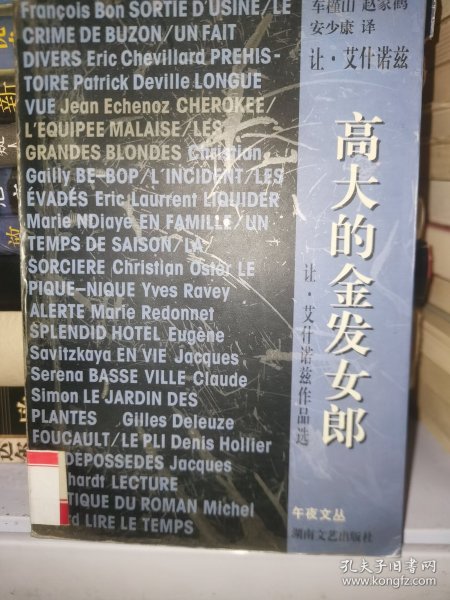 François Bon SORTIE D'USINE/LE
CRIME DE BUZON/UN FAIT
DIVERS Eric Chevillard PREHIS-
TOIRE Patrick Deville LONGUE
VUE Jean Echenoz CHEROKEE/
L'EQUIPEE MALAISE/LES
GRANDES BLONDES Christian
Gailly BE-BOP/L'INCIDENT/LES
ÉVADÉS Eric Laurrent LIQUIDER
Marie NDiaye EN FAMILLE/UN
TEMPS DE SAISON/LA
SORCIERE Christian Oster LE
PIQUE-NIQUE Yves Ravey
ALERTE Marie Redonnet
SPLENDID HOTEL Eugène
Savitzkaya EN VIE Jacques
Serena BASSE VILLE Claude
Simon LE JARDIN DES
PLANTES Gilles Deleuze
FOUCAULT/LE PLI Denis Hollier
DEPOSSEDES Jacques
hardt LECTURE
TIQUE DU ROMAN Michel
rd LIRE LE TEMPS
车槿山 赵家鹤
安少康 译
让·艾什诺兹
高大的金发女郎
让·艾什诺兹作品选
午夜文丛
湖南文艺出版社
孔夫子旧书网
www.kongfz.com